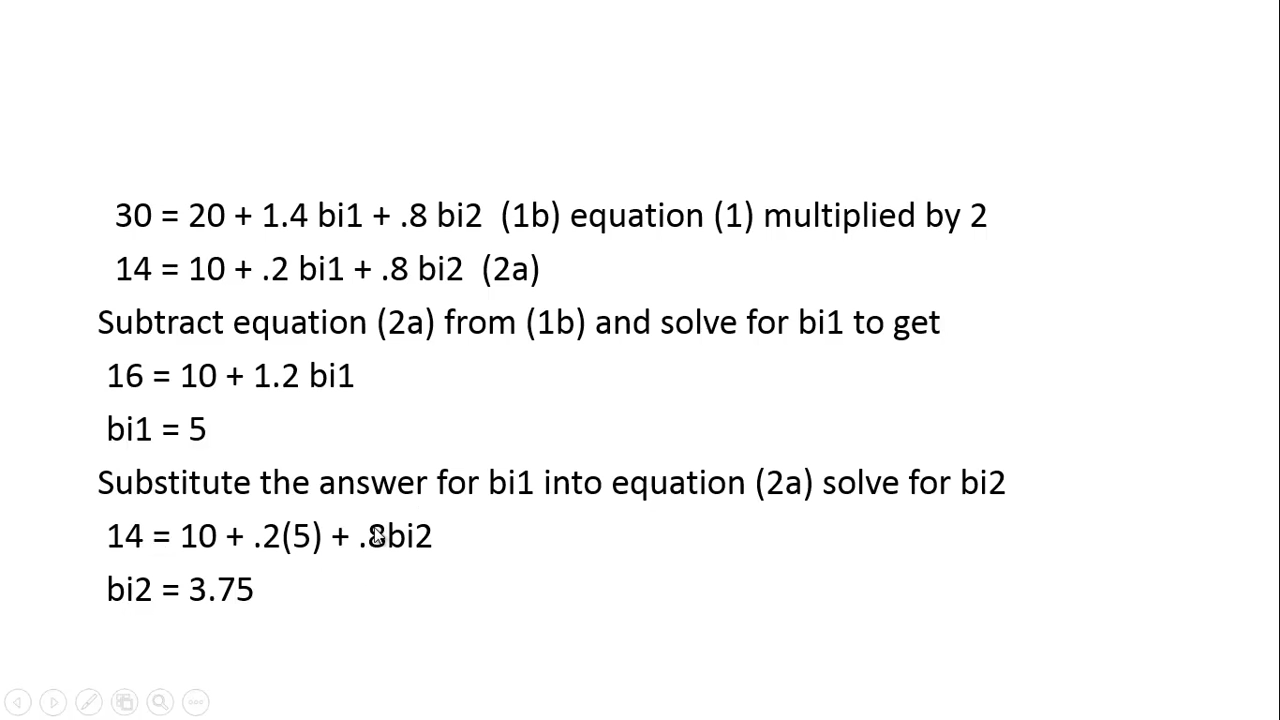 30 = 20 + 1.4 bi1 + .8 bi2 (1b) equation (1) multiplied by 2
14 = 10 + .2 bi1 + .8 bi2 (2a)
Subtract equation (2a) from (1b) and solve for bi1 to get
16 = 10 + 1.2 bi1
bi1 = 5
Substitute the answer for bi1 into equation (2a) solve for bi2
14 = 10 + .2(5) + .8bi2
bi2 = 3.75